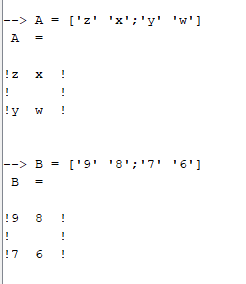 --> A = ['z' 'x';'y' 'w']
A =
!z x !
! !
!y w !
--> B = ['9' '8';'7' '6']
B =
!9 8 !
! !
!7 6 !